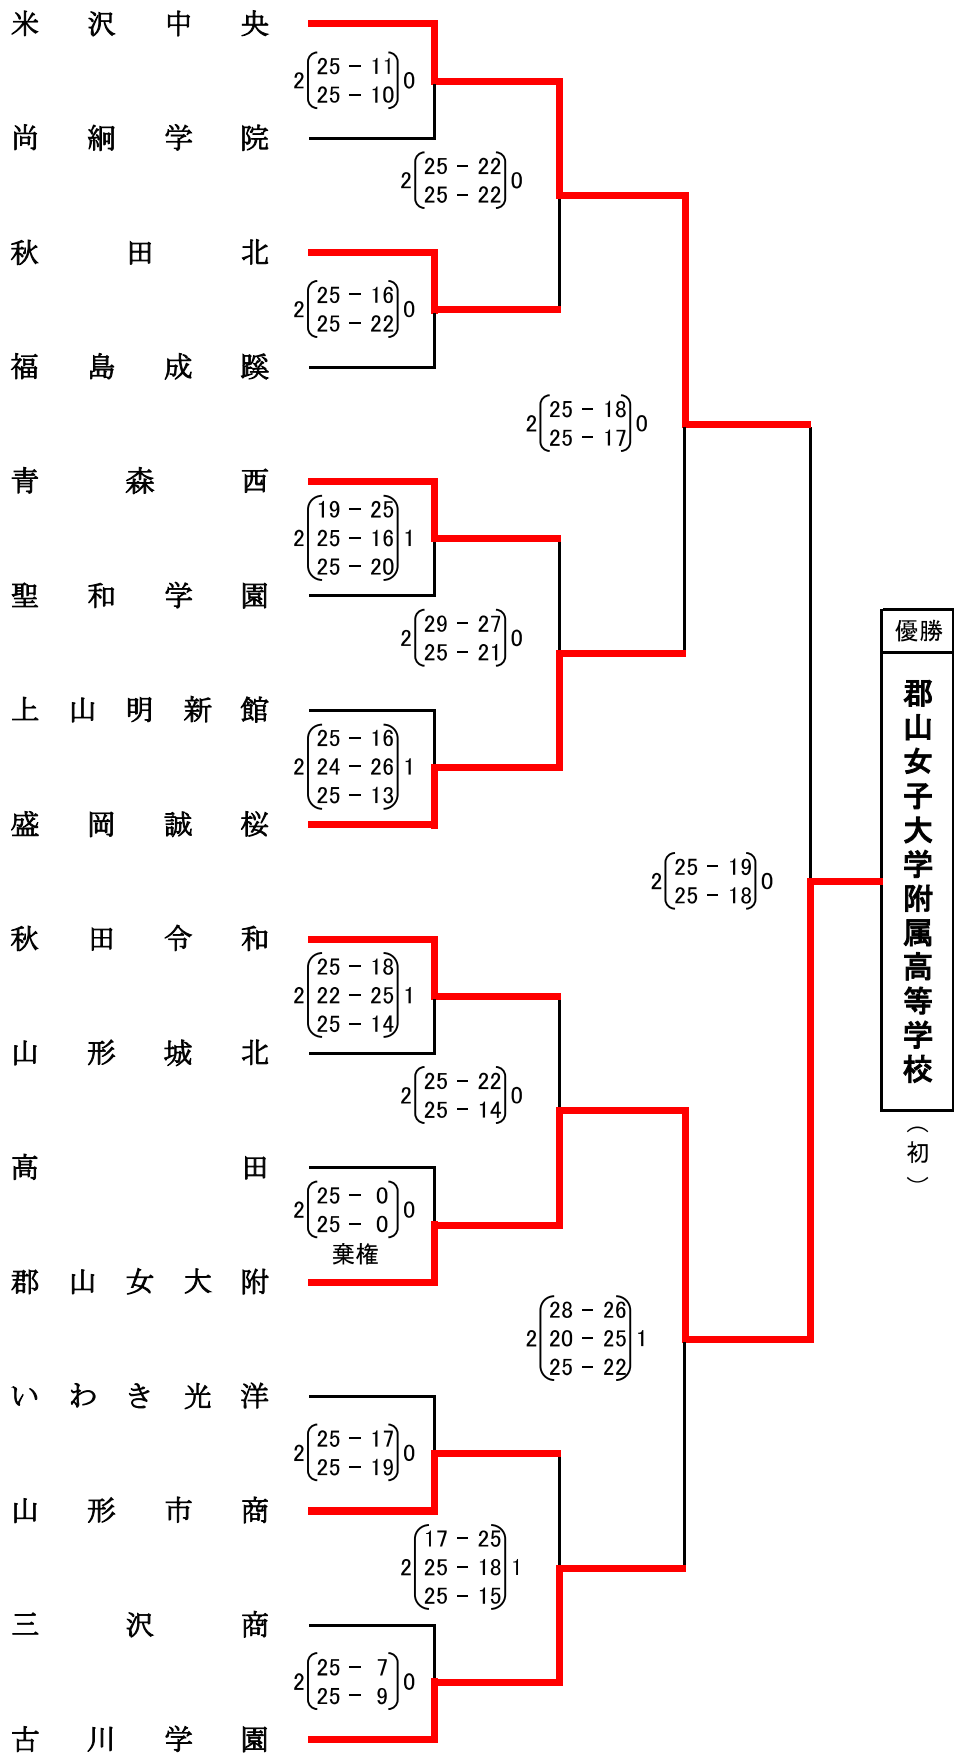 米沢中央
2 25 - 11 0
25 - 10
尚絅学院
2 25 - 22 0
25 - 22
秋田北
2 25 - 16 0
25 - 22
福島成蹊
2 25 - 18 0
25 - 17
青森西
19 - 25
2 25 - 16 1
25 - 20
聖和学園
2 29 - 27 0
25 - 21
上山明新館
25 - 16
2 24 - 26 1
25 - 13
盛岡誠桜
2 25 - 19 0
25 - 18
秋田令和
25 - 18
2 22 - 25 1
25 - 14
山形城北
2 25 - 22 0
25 - 14
高田
2 25 - 0 0
25 - 0
棄権
郡山女大附
28 - 26
2 20 - 25 1
25 - 22
いわき光洋
2 25 - 17 0
25 - 19
山形市商
17 - 25
2 25 - 18 1
25 - 15
三沢商
2 25 - 7 0
25 - 9
古川学園
優勝
郡山女子大学附属高等学校
（初）